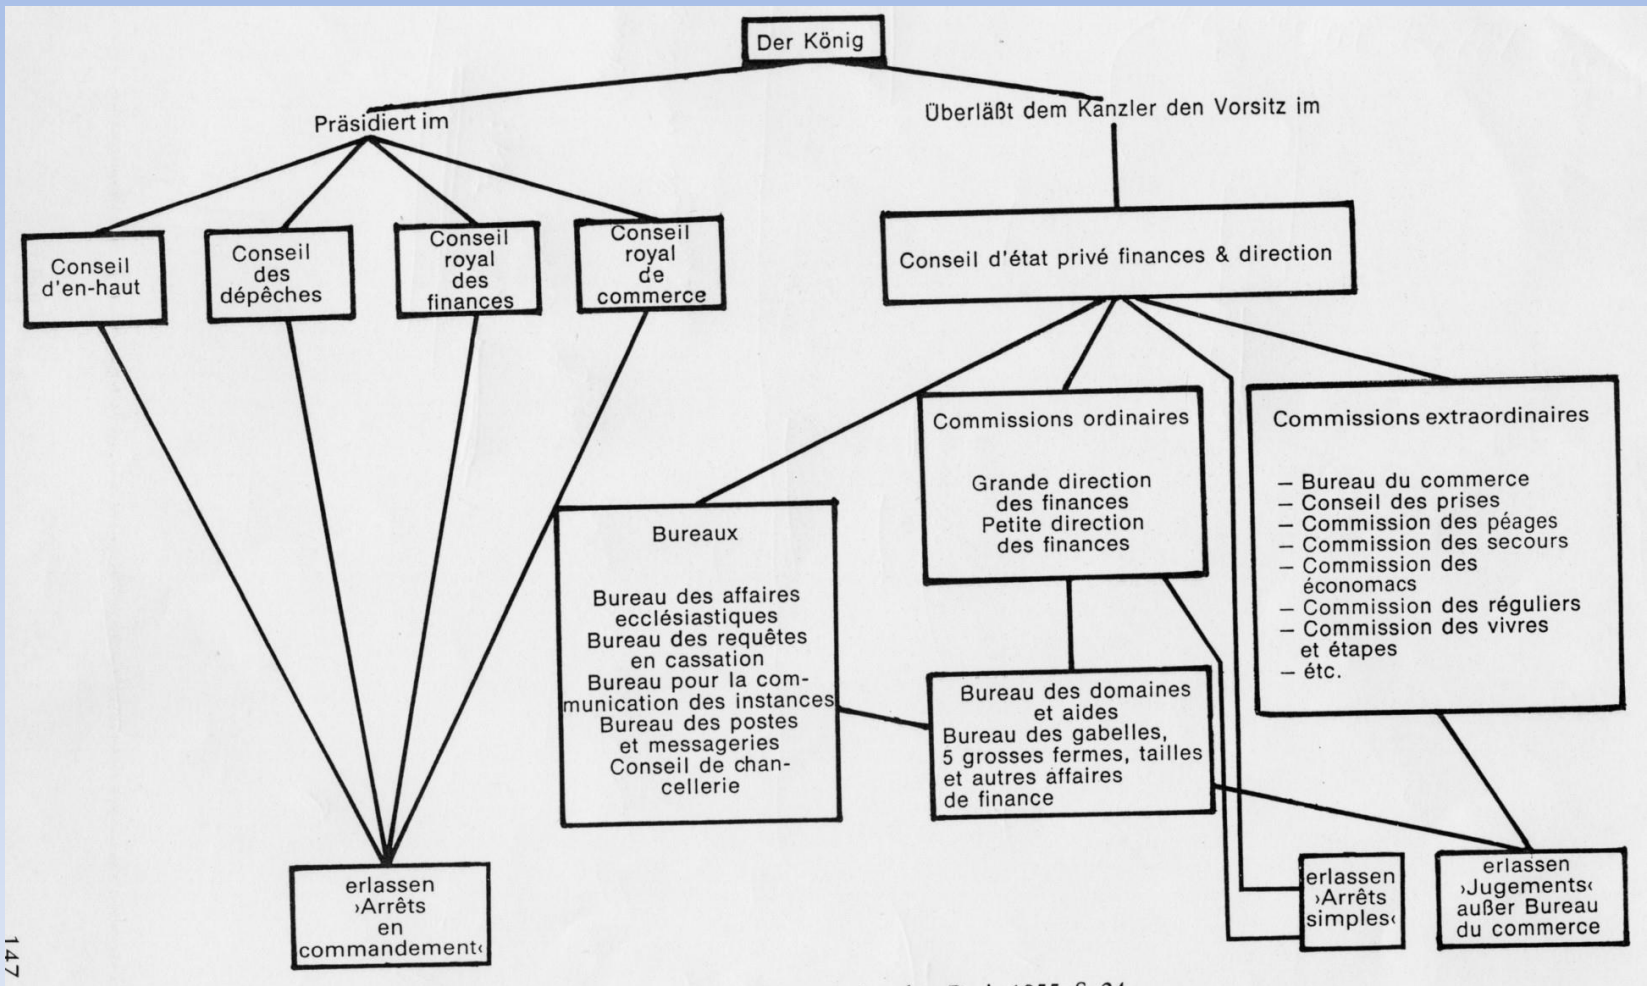 Der König
Präsidiert im
Überläßt dem Kanzler den Vorsitz im
Conseil
d'en-haut
Conseil
des
dépêches
Conseil
royal
des
finances
Conseil
royal
de
commerce
Conseil d'état privé finances & direction
Bureaux
Bureau des affaires
ecclésiastiques
Bureau des requêtes
en cassation
Bureau pour la com-
munication des instances
Bureau des postes
et messageries
Conseil de chan-
cellerie
Commissions ordinaires
Grande direction
des finances
Petite direction
des finances
Bureau des domaines
et aides
Bureau des gabelles,
5 grosses fermes, tailles
et autres affaires
de finance
Commissions extraordinaires
– Bureau du commerce
– Conseil des prises
– Commission des péages
– Commission des secours
– Commission des
économacs
– Commission des réguliers
– Commission des vivres
et étapes
– étc.
erlassen
›Arrêts
en
commandement‹
erlassen
›Arrêts
simples‹
erlassen
›Jugements‹
außer Bureau
du commerce
147